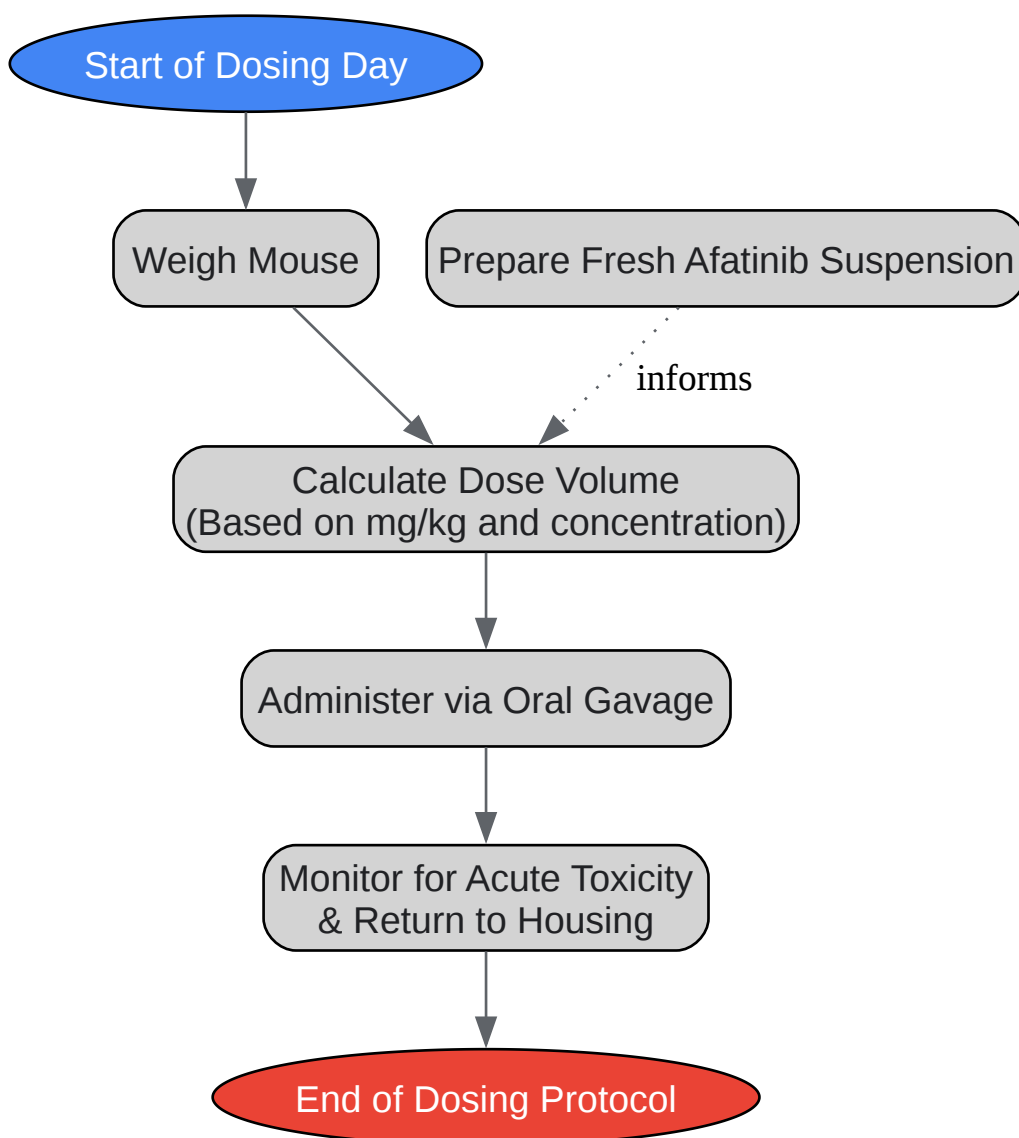 Start of Dosing Day
Weigh Mouse
Prepare Fresh Afatinib Suspension
informs
Calculate Dose Volume
(Based on mg/kg and concentration)
Administer via Oral Gavage
Monitor for Acute Toxicity
& Return to Housing
End of Dosing Protocol